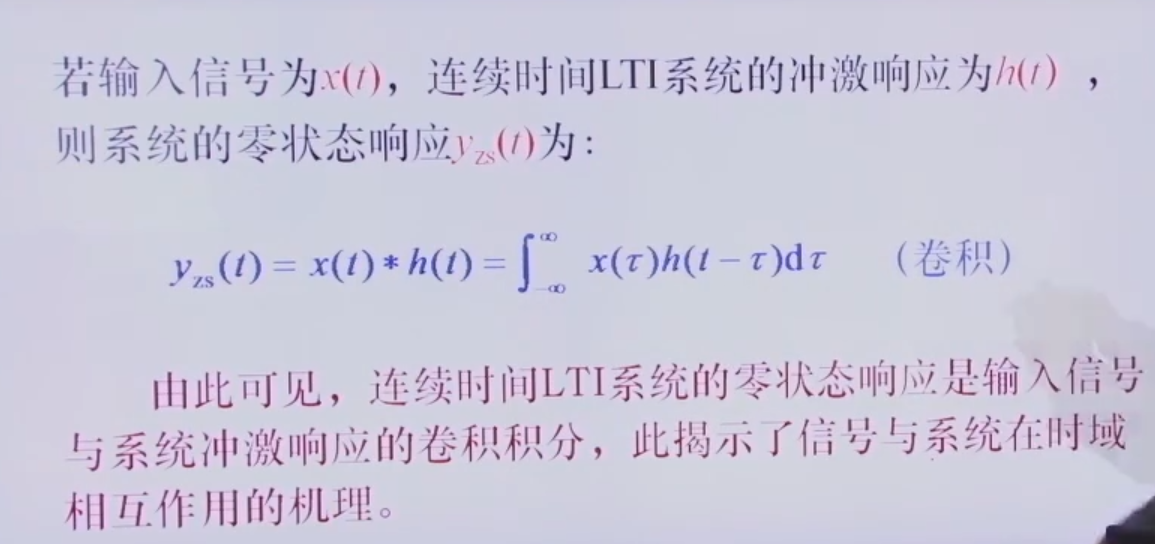 若输入信号为x(t)，连续时间LTI系统的冲激响应为h(t)，
则系统的零状态响应y_zs(t)为：
y_zs(t) = x(t) * h(t) = ∫_{-∞}^{∞} x(τ)h(t − τ)dτ （卷积）
由此可见，连续时间LTI系统的零状态响应是输入信号
与系统冲激响应的卷积积分，此揭示了信号与系统在时域
相互作用的机理。